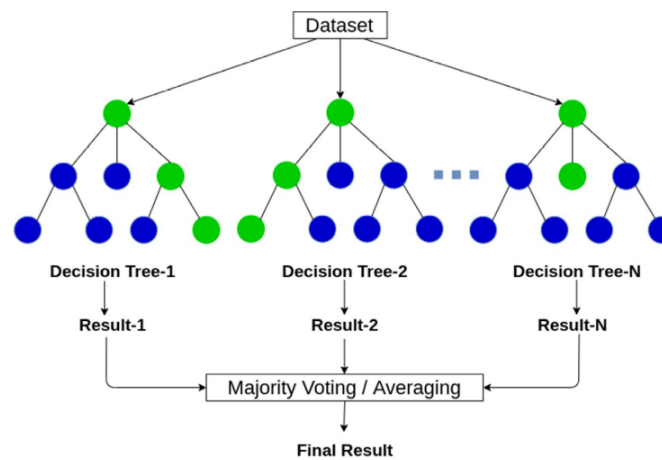 Dataset
Decision Tree-1
Decision Tree-2
Decision Tree-N
Result-1
Result-2
Result-N
Majority Voting / Averaging
Final Result